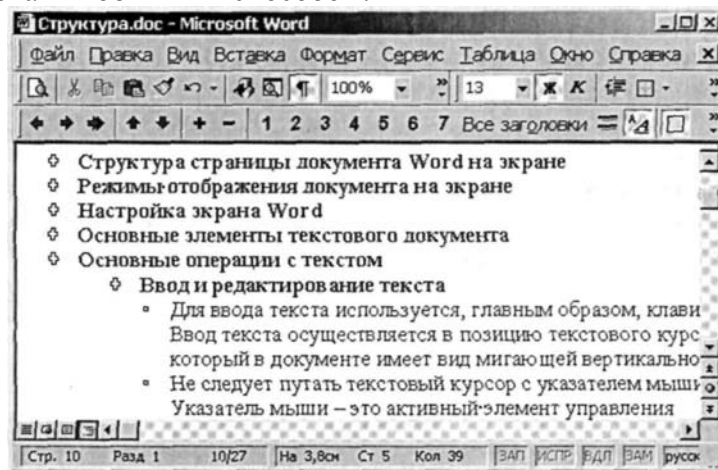 Структура.doc - Microsoft Word
Файл Правка Вид Вставка Формат Сервис Таблица Окно Справка
100% 13 Ж К
1 2 3 4 5 6 7 Все заголовки
Структура страницы документа Word на экране
Режимы отображения документа на экране
Настройка экрана Word
Основные элементы текстового документа
Основные операции с текстом
Ввод и редактирование текста
Для ввода текста используется, главным образом, клави
Ввод текста осуществляется в позицию текстового курс
который в документе имеет вид мигающей вертикально
Не следует путать текстовый курсор с указателем мыши
Указатель мыши – это активный элемент управления
Стр. 10 Разд 1 10/27 На 3,8см Ст 5 Кол 39 ЗАП ИСПР ВДЛ ЗАМ русск